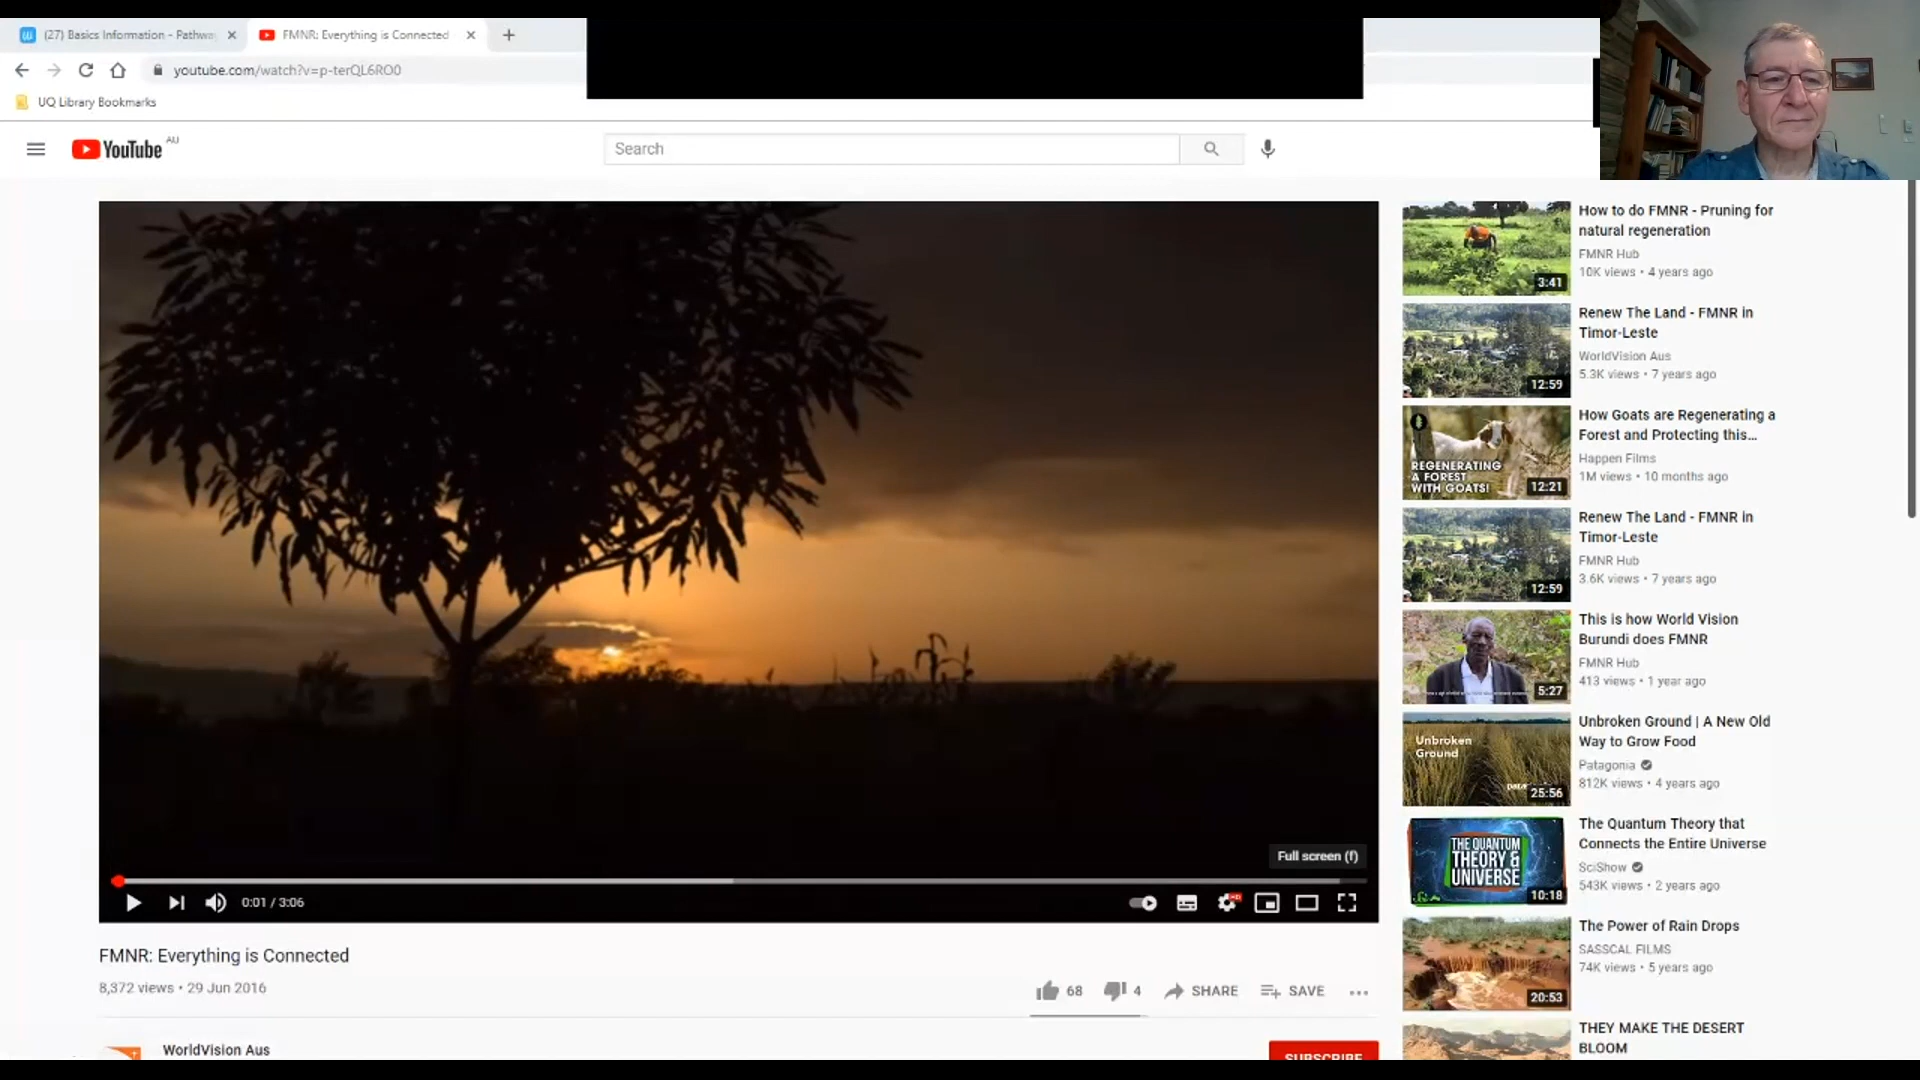 (27) Basics Information - Pathwa
FMNR: Everything is Connected
youtube.com/watch?v=p-terQL6RO0
UQ Library Bookmarks
YouTube AU
Search
Full screen (f)
0:01 / 3:06
HD
FMNR: Everything is Connected
8,372 views • 29 Jun 2016
68
4
SHARE
SAVE
WorldVision Aus
SUBSCRIBE
How to do FMNR - Pruning for
natural regeneration
FMNR Hub
10K views • 4 years ago
3:41
Renew The Land - FMNR in
Timor-Leste
WorldVision Aus
5.3K views • 7 years ago
12:59
How Goats are Regenerating a
Forest and Protecting this...
Happen Films
1M views • 10 months ago
REGENERATING
A FOREST
WITH GOATS!
12:21
Renew The Land - FMNR in
Timor-Leste
FMNR Hub
3.6K views • 7 years ago
12:59
This is how World Vision
Burundi does FMNR
FMNR Hub
413 views • 1 year ago
5:27
Unbroken Ground | A New Old
Way to Grow Food
Patagonia
812K views • 4 years ago
Unbroken
Ground
25:56
The Quantum Theory that
Connects the Entire Universe
SciShow
543K views • 2 years ago
THE QUANTUM
THEORY &
UNIVERSE
10:18
The Power of Rain Drops
SASSCAL FILMS
74K views • 5 years ago
20:53
THEY MAKE THE DESERT
BLOOM